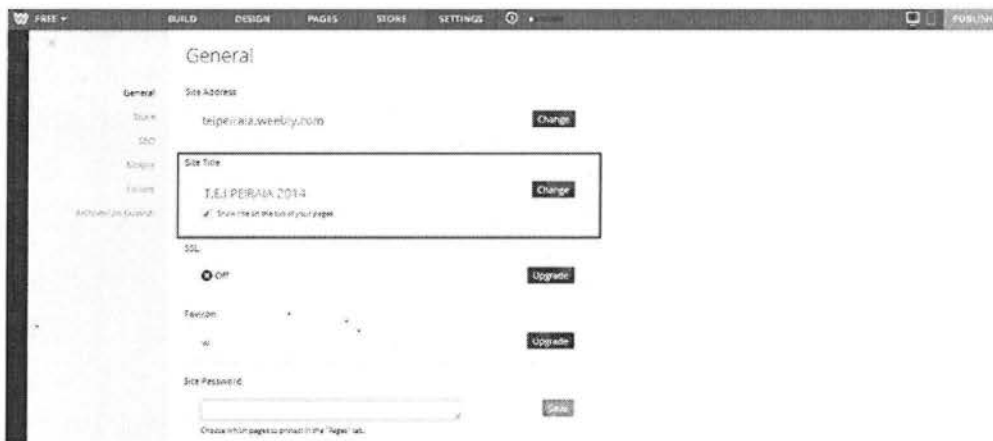 FREE BUILD DESIGN PAGES STORE SETTINGS PUBLISH
General
General
Site Address
Store
teipeiraia.weebly.com Change
SEO
Site Title
T.E.I PEIRAIA 2014 Change
Show title on the top of your pages
SSL
Off Upgrade
Favicon
W Upgrade
Site Password
Save
Choose which pages to protect in the "Pages" tab.